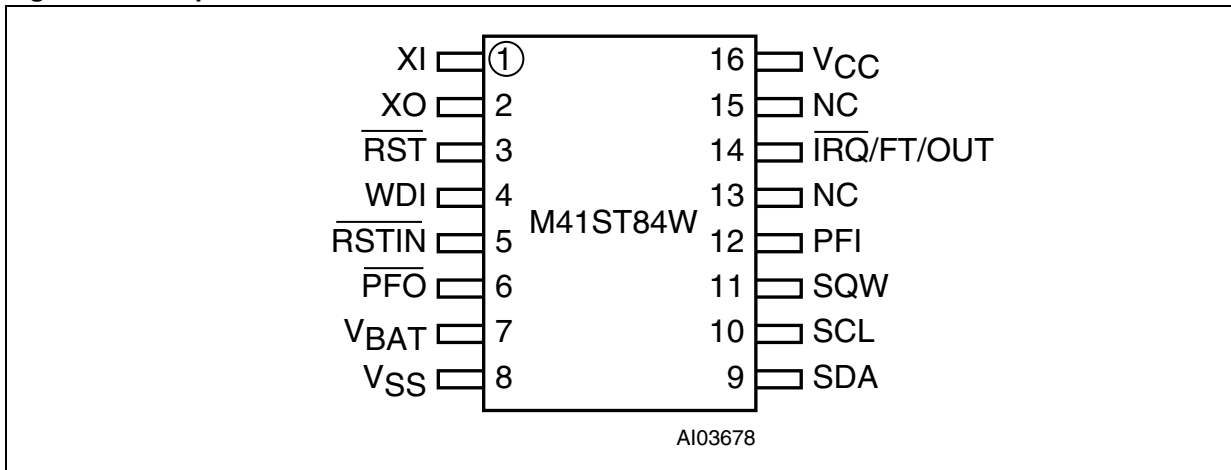 XI 1 16 VCC
XO 2 15 NC
RST 3 14 IRQ/FT/OUT
WDI 4 13 NC
M41ST84W
RSTIN 5 12 PFI
PFO 6 11 SQW
VBAT 7 10 SCL
VSS 8 9 SDA
AI03678